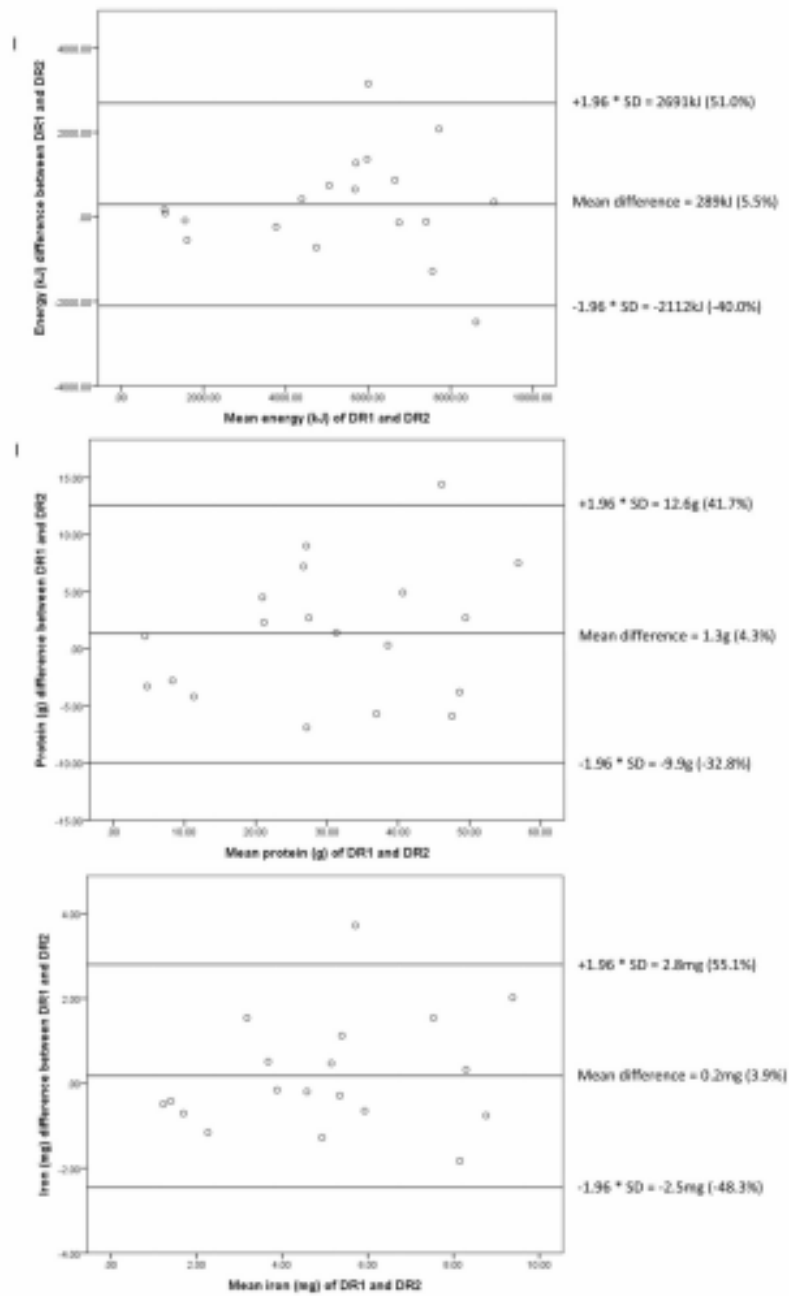 I
Energy (kJ) difference between DR1 and DR2
4000.00
2000.00
.00
-2000.00
-4000.00
+1.96 * SD = 2691kJ (51.0%)
Mean difference = 289kJ (5.5%)
-1.96 * SD = -2112kJ (-40.0%)
.00 2000.00 4000.00 6000.00 8000.00 10000.00
Mean energy (kJ) of DR1 and DR2
I
Protein (g) difference between DR1 and DR2
15.00
10.00
5.00
.00
-5.00
-10.00
-15.00
+1.96 * SD = 12.6g (41.7%)
Mean difference = 1.3g (4.3%)
-1.96 * SD = -9.9g (-32.8%)
.00 10.00 20.00 30.00 40.00 50.00 60.00
Mean protein (g) of DR1 and DR2
Iron (mg) difference between DR1 and DR2
4.00
2.00
.00
-2.00
-4.00
+1.96 * SD = 2.8mg (55.1%)
Mean difference = 0.2mg (3.9%)
-1.96 * SD = -2.5mg (-48.3%)
.00 2.00 4.00 6.00 8.00 10.00
Mean iron (mg) of DR1 and DR2